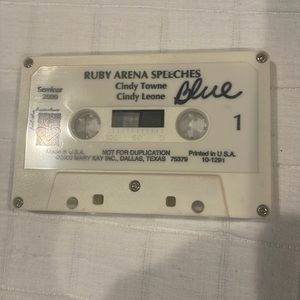 RUBY ARENA SPEECHES
Seminar
2000
Cindy Towne
Cindy Leone
Blue
1
Made in U.S.A.
NOT FOR DUPLICATION
Printed in U.S.A.
©2000 MARY KAY INC., DALLAS, TEXAS 75379
10-1291